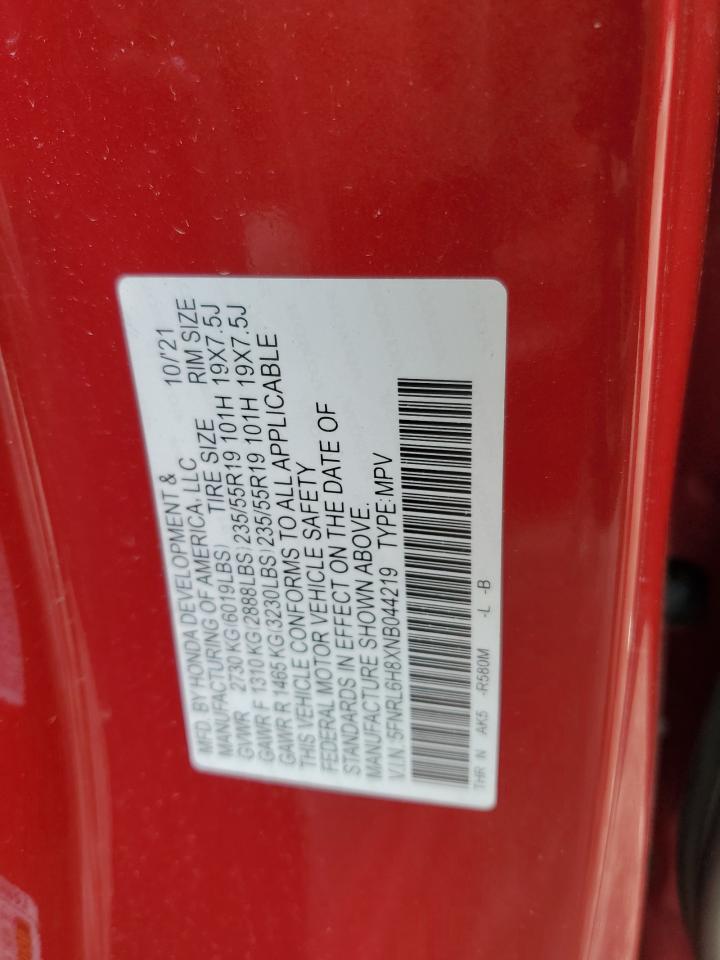 MFD. BY HONDA DEVELOPMENT & 10/'21
MANUFACTURING OF AMERICA, LLC
TIRE SIZE RIM SIZE
GVWR 2730 KG(6019LBS)
GAWR F 1310 KG(2888LBS) 235/55R19 101H 19X7.5J
GAWR R 1465 KG(3230LBS) 235/55R19 101H 19X7.5J
THIS VEHICLE CONFORMS TO ALL APPLICABLE
FEDERAL MOTOR VEHICLE SAFETY
STANDARDS IN EFFECT ON THE DATE OF
MANUFACTURE SHOWN ABOVE.
V.I.N. 5FNRL6H8XNB044219 TYPE:MPV
THR N AK5 -R580M -L -B